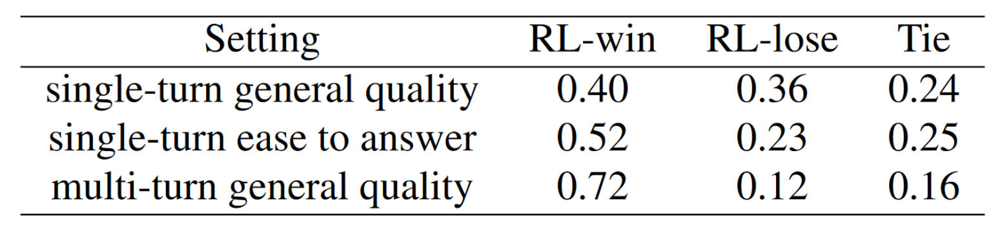 Setting RL-win RL-lose Tie
single-turn general quality 0.40 0.36 0.24
single-turn ease to answer 0.52 0.23 0.25
multi-turn general quality 0.72 0.12 0.16